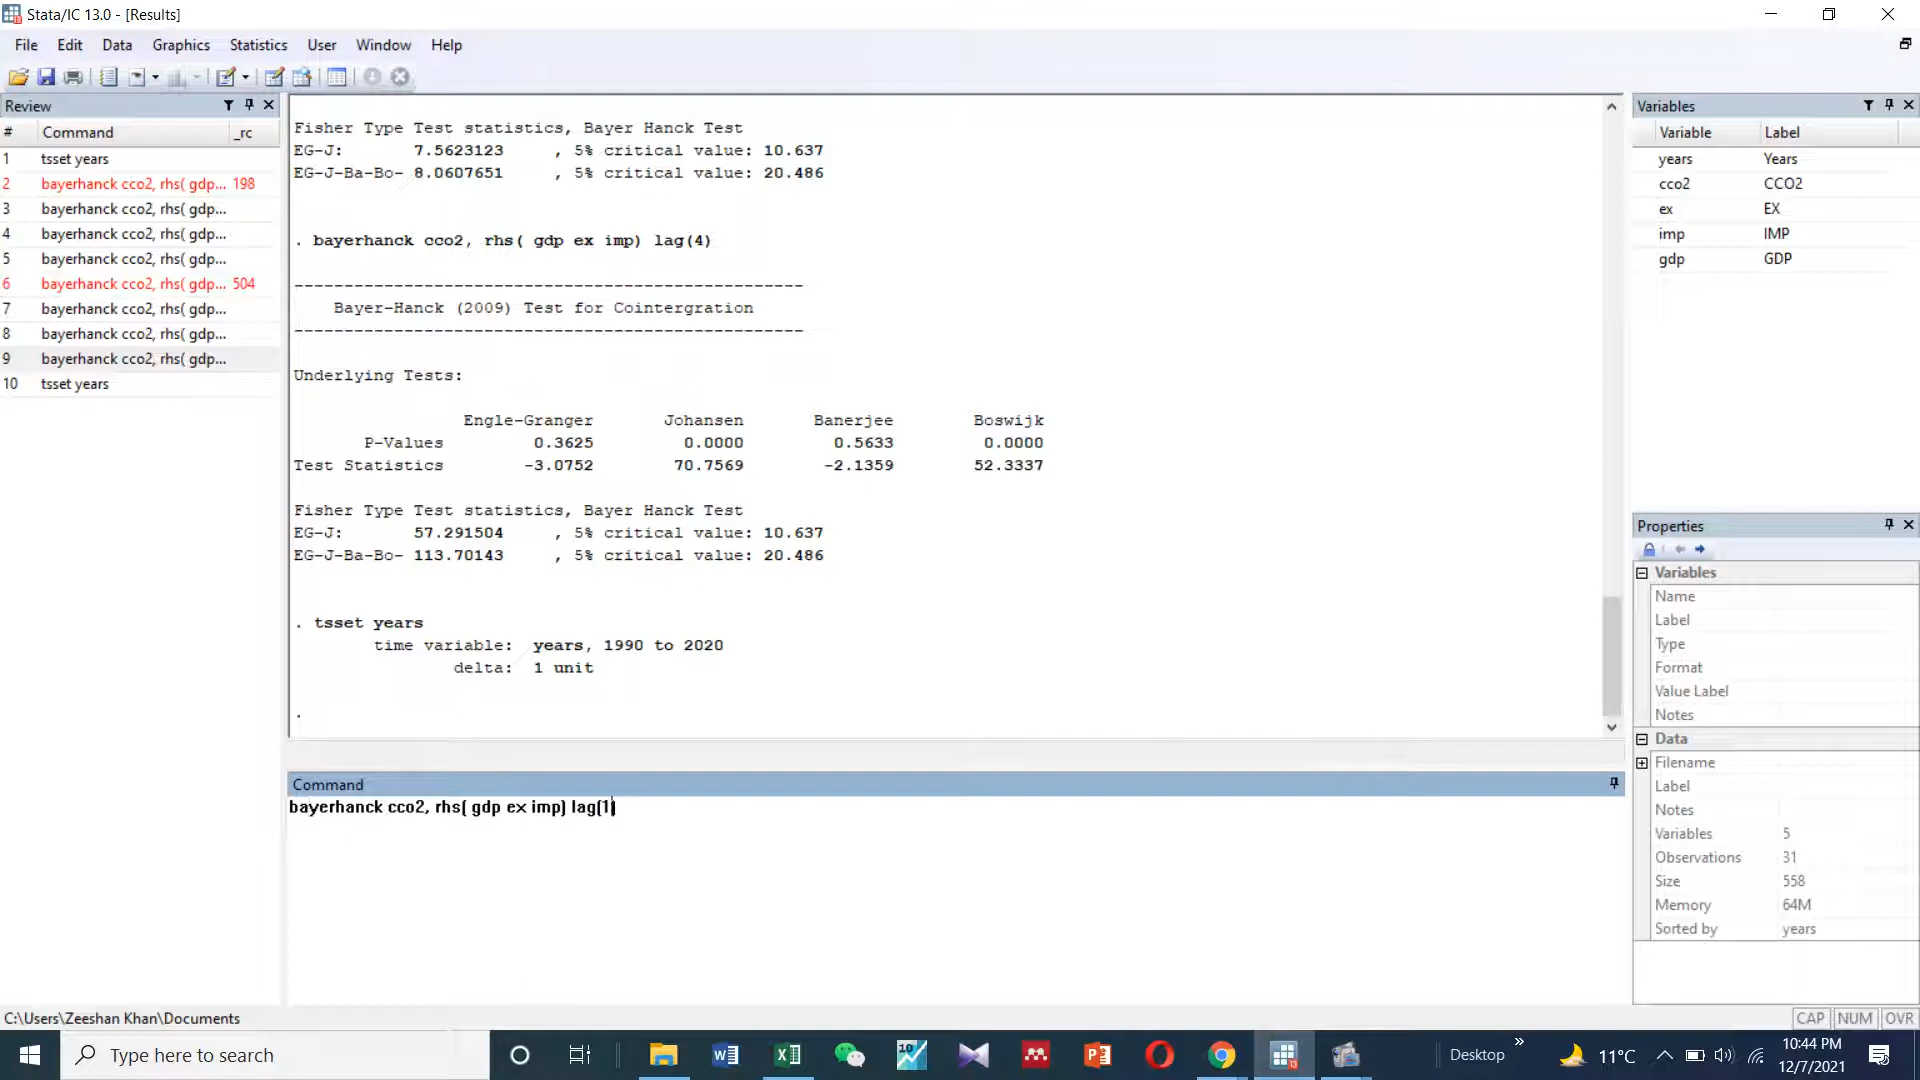 Stata/IC 13.0 - [Results]
File Edit Data Graphics Statistics User Window Help
Review
# Command _rc
1 tsset years
2 bayerhanck cco2, rhs( gdp... 198
3 bayerhanck cco2, rhs( gdp...
4 bayerhanck cco2, rhs( gdp...
5 bayerhanck cco2, rhs( gdp...
6 bayerhanck cco2, rhs( gdp... 504
7 bayerhanck cco2, rhs( gdp...
8 bayerhanck cco2, rhs( gdp...
9 bayerhanck cco2, rhs( gdp...
10 tsset years
Fisher Type Test statistics, Bayer Hanck Test
EG-J: 7.5623123 , 5% critical value: 10.637
EG-J-Ba-Bo- 8.0607651 , 5% critical value: 20.486
. bayerhanck cco2, rhs( gdp ex imp) lag(4)
---------------------------------------------------
Bayer-Hanck (2009) Test for Cointergration
---------------------------------------------------
Underlying Tests:
Engle-Granger Johansen Banerjee Boswijk
P-Values 0.3625 0.0000 0.5633 0.0000
Test Statistics -3.0752 70.7569 -2.1359 52.3337
Fisher Type Test statistics, Bayer Hanck Test
EG-J: 57.291504 , 5% critical value: 10.637
EG-J-Ba-Bo- 113.70143 , 5% critical value: 20.486
. tsset years
time variable: years, 1990 to 2020
delta: 1 unit
.
Command
bayerhanck cco2, rhs( gdp ex imp) lag(1)
Variables
Variable Label
years Years
cco2 CCO2
ex EX
imp IMP
gdp GDP
Properties
Variables
Name
Label
Type
Format
Value Label
Notes
Data
Filename
Label
Notes
Variables 5
Observations 31
Size 558
Memory 64M
Sorted by years
C:\Users\Zeeshan Khan\Documents
CAP NUM OVR
Type here to search
Desktop
11°C
10:44 PM
12/7/2021